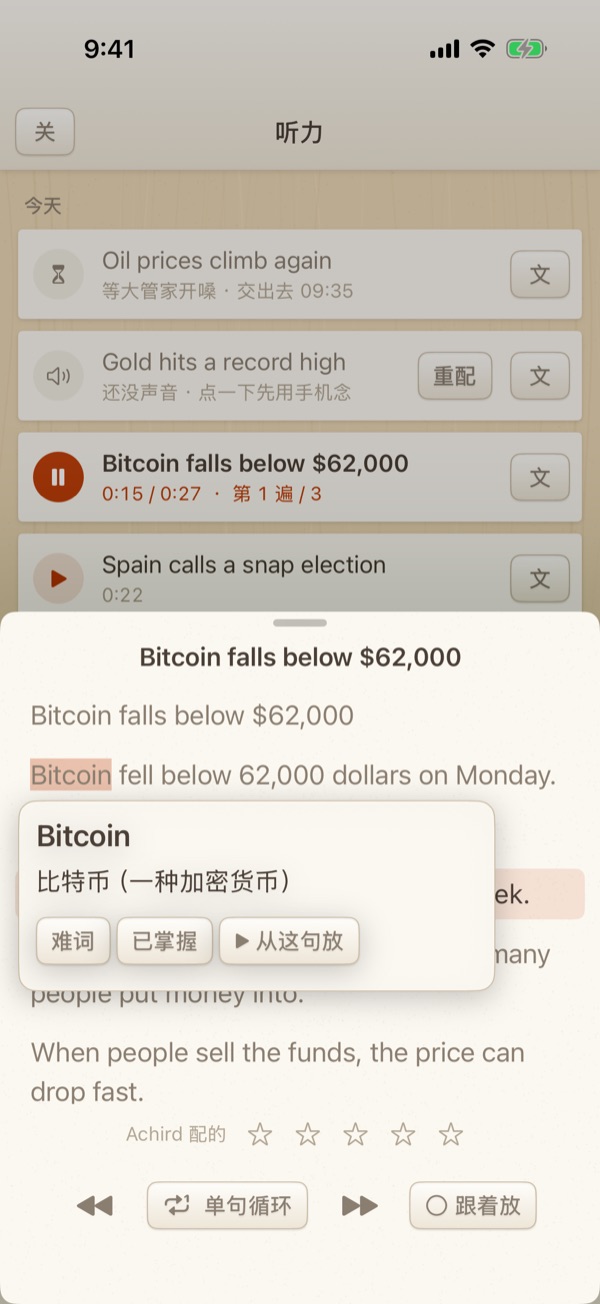 9:41
关
听力
今天
Oil prices climb again
等大管家开嗓 · 交出去 09:35
文
Gold hits a record high
还没声音 · 点一下先用手机念
重配
文
Bitcoin falls below $62,000
0:15 / 0:27 · 第 1 遍 / 3
文
Spain calls a snap election
0:22
文
Bitcoin falls below $62,000
Bitcoin falls below $62,000
Bitcoin fell below 62,000 dollars on Monday.
Bitcoin
比特币（一种加密货币）
难词
已掌握
从这句放
ek.
many
people put money into.
When people sell the funds, the price can
drop fast.
Achird 配的
单句循环
跟着放